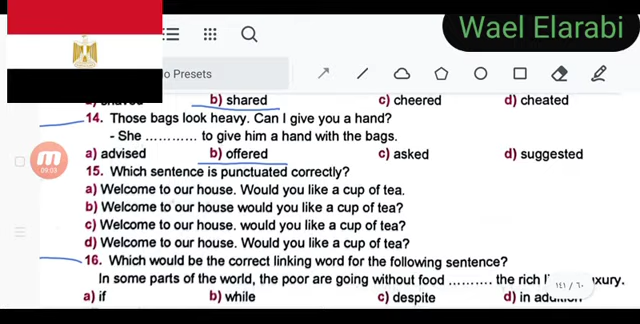 Wael Elarabi
o Presets
b) shared
c) cheered
d) cheated
14. Those bags look heavy. Can I give you a hand?
- She ............ to give him a hand with the bags.
a) advised b) offered c) asked d) suggested
09:03
15. Which sentence is punctuated correctly?
a) Welcome to our house. Would you like a cup of tea.
b) Welcome to our house would you like a cup of tea?
c) Welcome to our house. would you like a cup of tea?
d) Welcome to our house. Would you like a cup of tea?
16. Which would be the correct linking word for the following sentence?
In some parts of the world, the poor are going without food .......... the rich
a) if b) while c) despite d) in
١٤١ / ٦٠